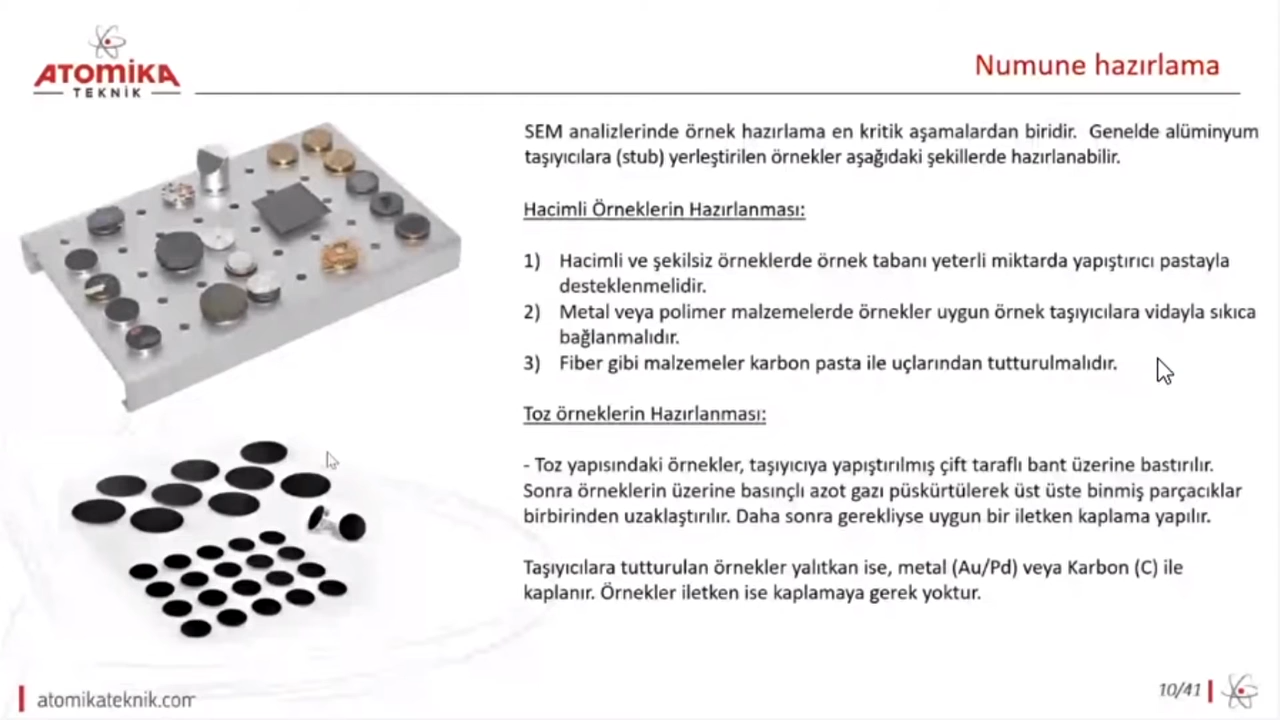 ATOMİKA
TEKNİK
Numune hazırlama
SEM analizlerinde örnek hazırlama en kritik aşamalardan biridir. Genelde alüminyum
taşıyıcılara (stub) yerleştirilen örnekler aşağıdaki şekillerde hazırlanabilir.
Hacimli Örneklerin Hazırlanması:
1) Hacimli ve şekilsiz örneklerde örnek tabanı yeterli miktarda yapıştırıcı pastayla
desteklenmelidir.
2) Metal veya polimer malzemelerde örnekler uygun örnek taşıyıcılara vidayla sıkıca
bağlanmalıdır.
3) Fiber gibi malzemeler karbon pasta ile uçlarından tutturulmalıdır.
Toz örneklerin Hazırlanması:
- Toz yapısındaki örnekler, taşıyıcıya yapıştırılmış çift taraflı bant üzerine bastırılır.
Sonra örneklerin üzerine basınçlı azot gazı püskürtülerek üst üste binmiş parçacıklar
birbirinden uzaklaştırılır. Daha sonra gerekliyse uygun bir iletken kaplama yapılır.
Taşıyıcılara tutturulan örnekler yalıtkan ise, metal (Au/Pd) veya Karbon (C) ile
kaplanır. Örnekler iletken ise kaplamaya gerek yoktur.
atomikateknik.com
10/41